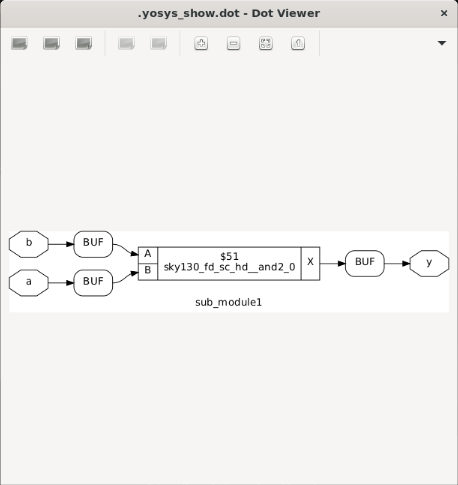 .yosys_show.dot - Dot Viewer
b
BUF
A
$51
sky130_fd_sc_hd__and2_0
X
BUF
y
a
BUF
B
sub_module1